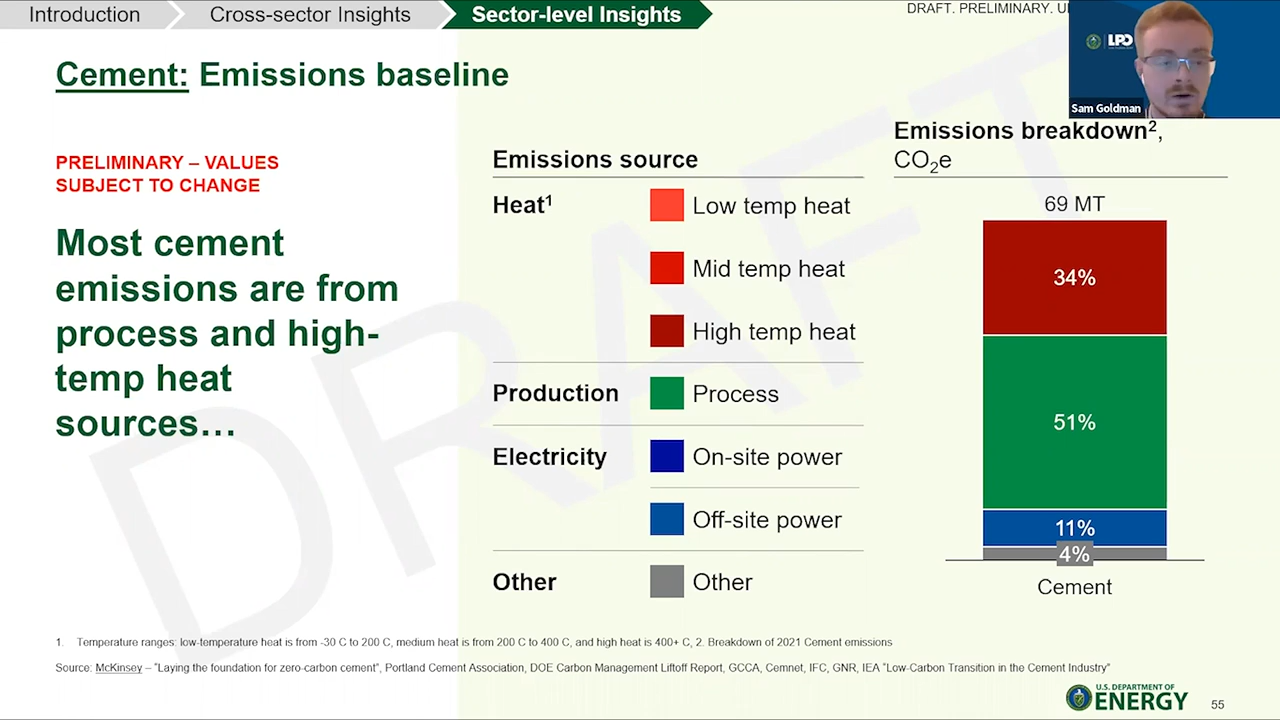 Introduction
Cross-sector Insights
Sector-level Insights
DRAFT. PRELIMINARY.
LPO
Sam Goldman
Cement: Emissions baseline
PRELIMINARY – VALUES
SUBJECT TO CHANGE
Most cement
emissions are from
process and high-
temp heat
sources…
Emissions source
Heat¹
Low temp heat
Mid temp heat
High temp heat
Production
Process
Electricity
On-site power
Off-site power
Other
Other
Emissions breakdown²,
CO₂e
69 MT
34%
51%
11%
4%
Cement
DRAFT
1. Temperature ranges: low-temperature heat is from -30 C to 200 C, medium heat is from 200 C to 400 C, and high heat is 400+ C, 2. Breakdown of 2021 Cement emissions
Source: McKinsey – "Laying the foundation for zero-carbon cement", Portland Cement Association, DOE Carbon Management Liftoff Report, GCCA, Cemnet, IFC, GNR, IEA "Low-Carbon Transition in the Cement Industry"
U.S. DEPARTMENT OF
ENERGY
55